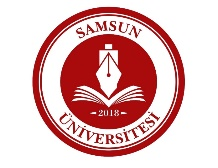 SAMSUN
- 2018 -
ÜNİVERSİTESİ